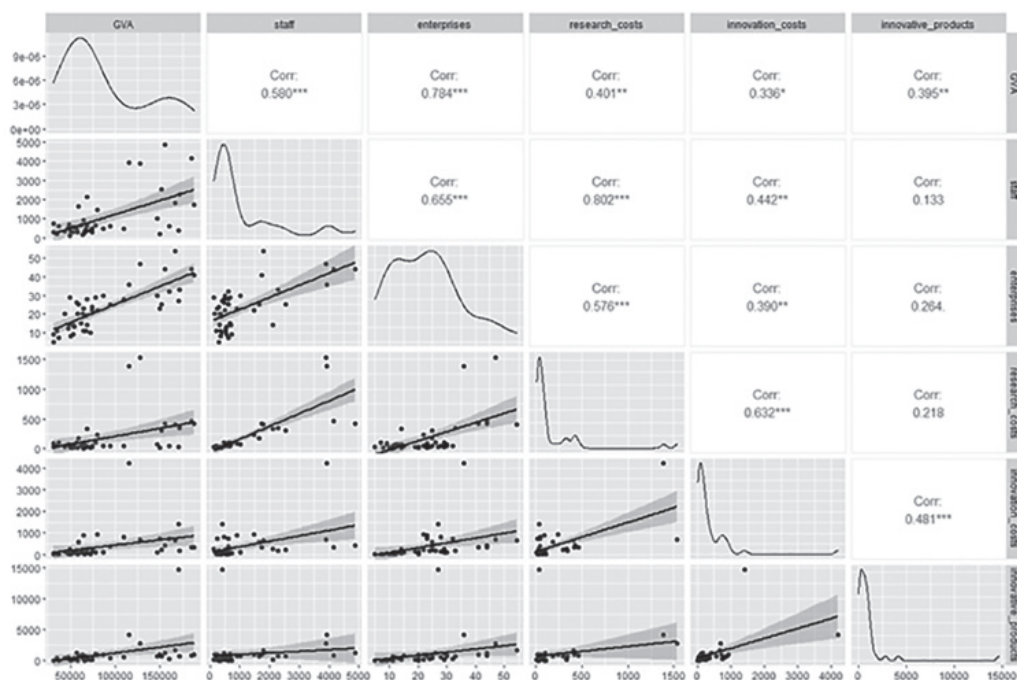 GVA staff enterprises research_costs innovation_costs innovative_products
9e-06
6e-06
3e-06
0e+00
Corr:
0.580***
Corr:
0.784***
Corr:
0.401**
Corr:
0.336*
Corr:
0.395**
GVA
5000
4000
3000
2000
1000
0
Corr:
0.655***
Corr:
0.802***
Corr:
0.442**
Corr:
0.133
staff
50
40
30
20
10
Corr:
0.576***
Corr:
0.390**
Corr:
0.264.
enterprises
1500
1000
500
0
Corr:
0.632***
Corr:
0.218
research_costs
4000
3000
2000
1000
0
Corr:
0.481***
innovation_costs
15000
10000
5000
0
50000 100000 150000
0 1000 2000 3000 4000 5000
10 20 30 40 50
0 500 1000 1500
0 1000 2000 3000 4000
0 5000 10000 1500